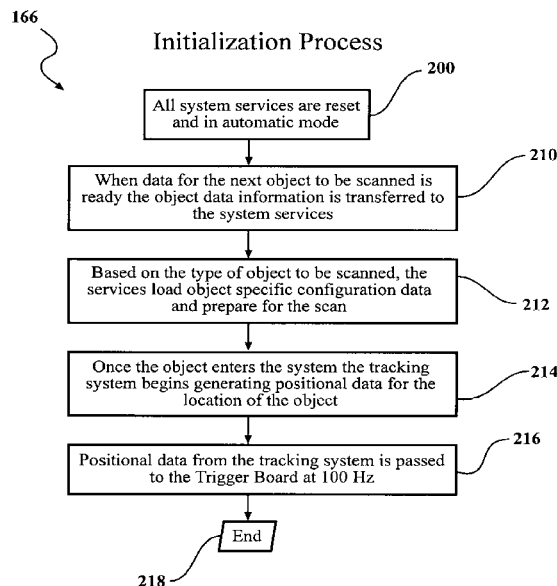 166
Initialization Process
200
All system services are reset
and in automatic mode
210
When data for the next object to be scanned is
ready the object data information is transferred to
the system services
Based on the type of object to be scanned, the
services load object specific configuration data
and prepare for the scan
212
Once the object enters the system the tracking
system begins generating positional data for the
location of the object
214
216
Positional data from the tracking system is passed
to the Trigger Board at 100 Hz
End
218